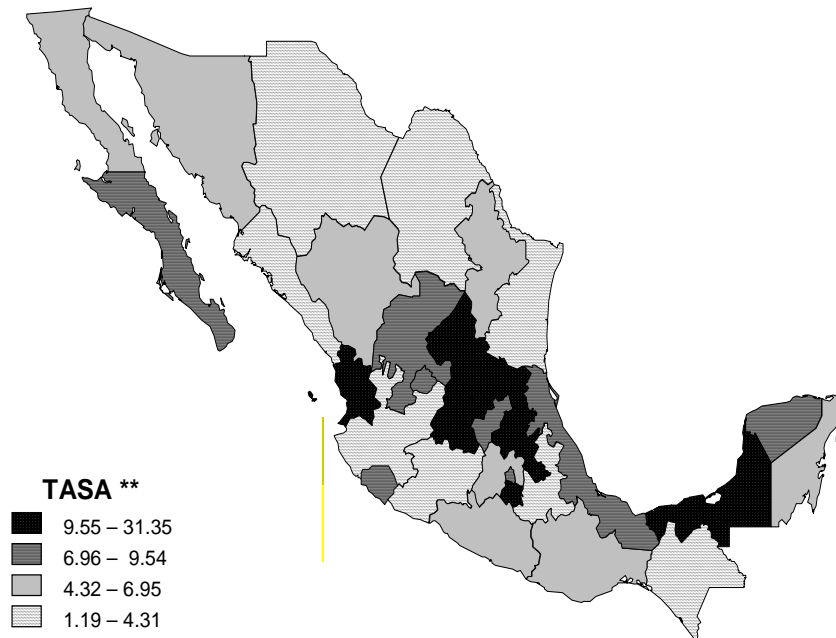 TASA **
9.55 – 31.35
6.96 – 9.54
4.32 – 6.95
1.19 – 4.31